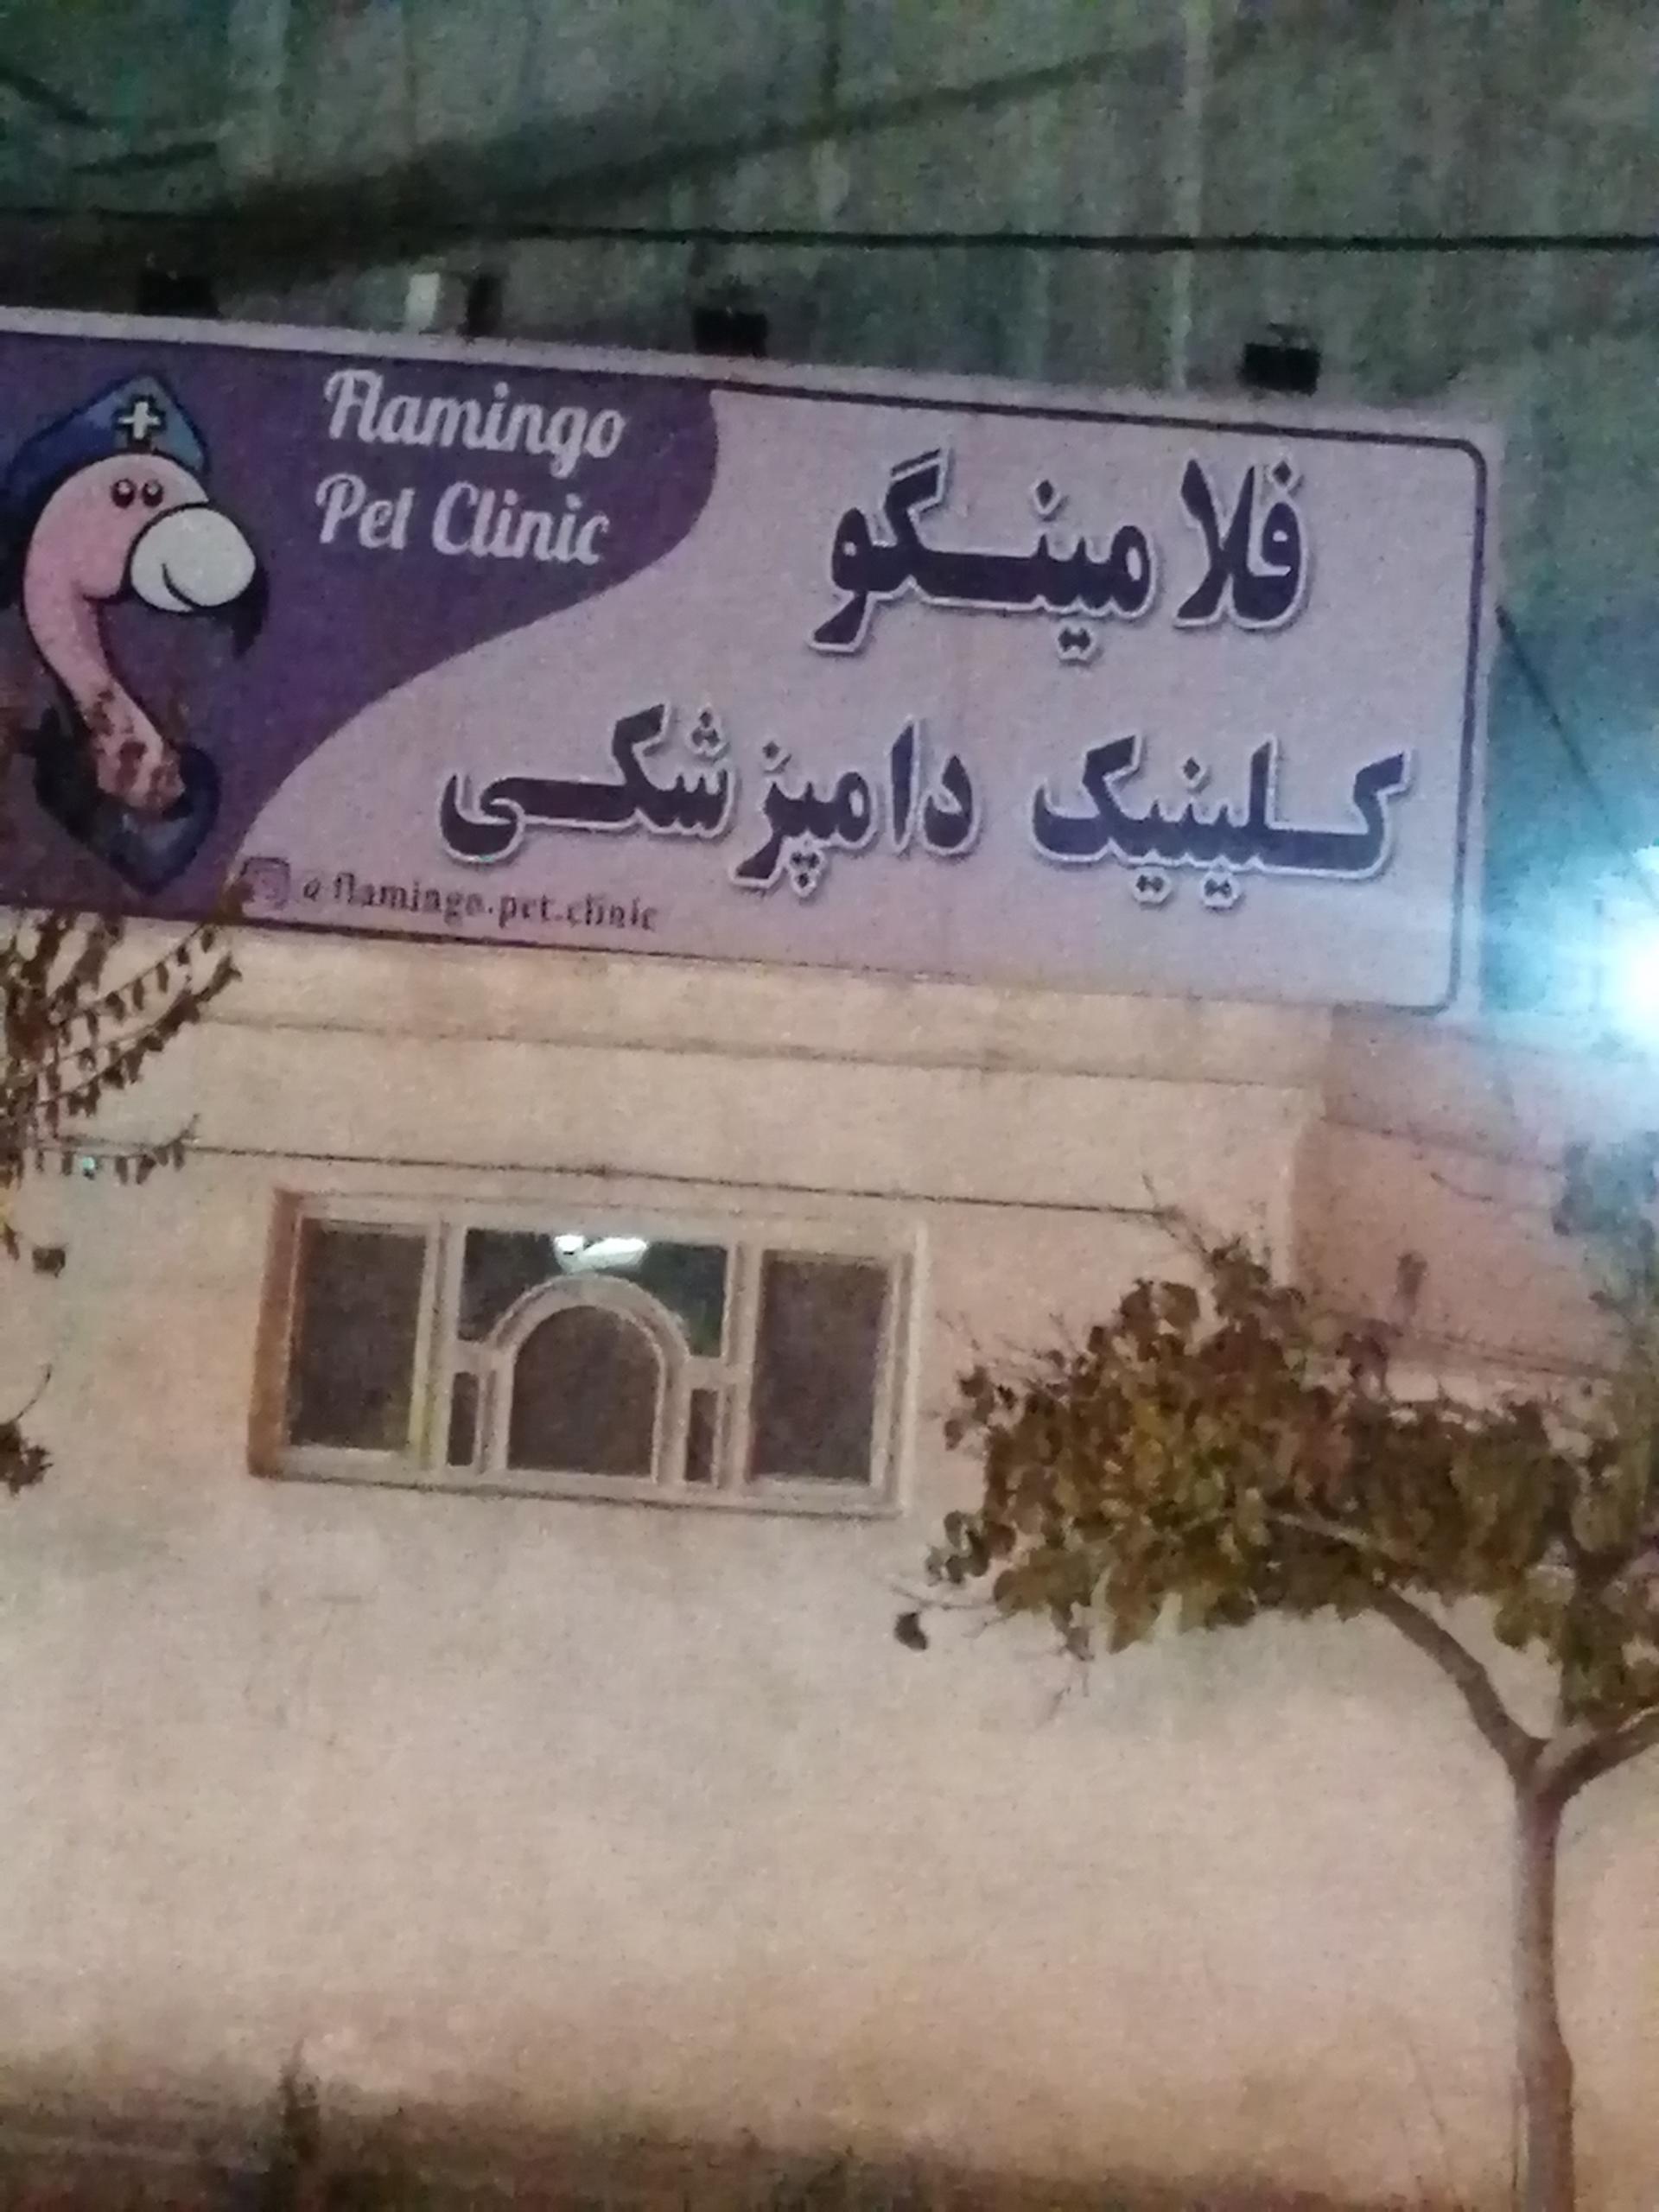 Flamingo
Pet Clinic
فلامینگو
کلینیک دامپزشکی
@flamingo.pet.clinic